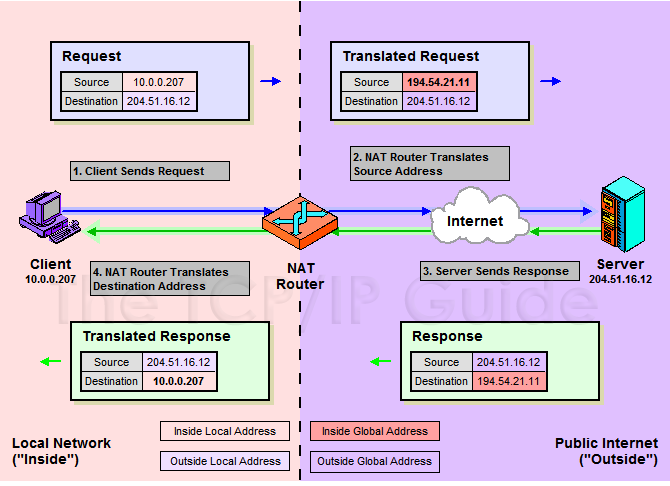 Request
Source 10.0.0.207
Destination 204.51.16.12
Translated Request
Source 194.54.21.11
Destination 204.51.16.12
1. Client Sends Request
2. NAT Router Translates
Source Address
Internet
Client
10.0.0.207
NAT
Router
Server
204.51.16.12
4. NAT Router Translates
Destination Address
3. Server Sends Response
The TCP/IP Guide
Translated Response
Source 204.51.16.12
Destination 10.0.0.207
Response
Source 204.51.16.12
Destination 194.54.21.11
Local Network
("Inside")
Inside Local Address
Inside Global Address
Outside Local Address
Outside Global Address
Public Internet
("Outside")